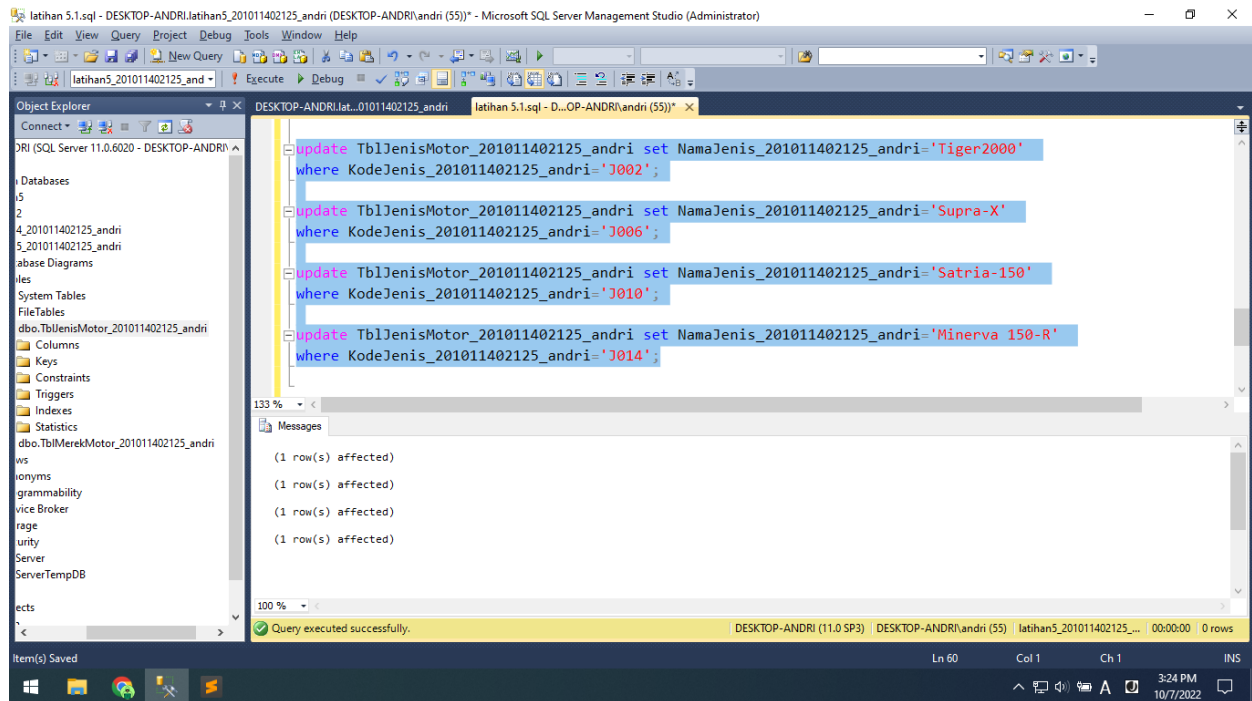 latihan 5.1.sql - DESKTOP-ANDRI.latihan5_201011402125_andri (DESKTOP-ANDRI\andri (55))* - Microsoft SQL Server Management Studio (Administrator)
File Edit View Query Project Debug Tools Window Help
New Query
latihan5_201011402125_and Execute Debug
Object Explorer
DESKTOP-ANDRI.lat...01011402125_andri latihan 5.1.sql - D...OP-ANDRI\andri (55))*
Connect
DRI (SQL Server 11.0.6020 - DESKTOP-ANDRI\
Databases
2
4_201011402125_andri
5_201011402125_andri
abase Diagrams
les
System Tables
FileTables
dbo.TblJenisMotor_201011402125_andri
Columns
Keys
Constraints
Triggers
Indexes
Statistics
dbo.TblMerekMotor_201011402125_andri
ws
onyms
grammability
vice Broker
rage
urity
Server
ServerTempDB
ects
update TblJenisMotor_201011402125_andri set NamaJenis_201011402125_andri='Tiger2000'
where KodeJenis_201011402125_andri='J002';
update TblJenisMotor_201011402125_andri set NamaJenis_201011402125_andri='Supra-X'
where KodeJenis_201011402125_andri='J006';
update TblJenisMotor_201011402125_andri set NamaJenis_201011402125_andri='Satria-150'
where KodeJenis_201011402125_andri='J010';
update TblJenisMotor_201011402125_andri set NamaJenis_201011402125_andri='Minerva 150-R'
where KodeJenis_201011402125_andri='J014';
133 %
Messages
(1 row(s) affected)
(1 row(s) affected)
(1 row(s) affected)
(1 row(s) affected)
100 %
Query executed successfully. DESKTOP-ANDRI (11.0 SP3) DESKTOP-ANDRI\andri (55) latihan5_201011402125_... 00:00:00 0 rows
Item(s) Saved Ln 60 Col 1 Ch 1 INS
3:24 PM
10/7/2022